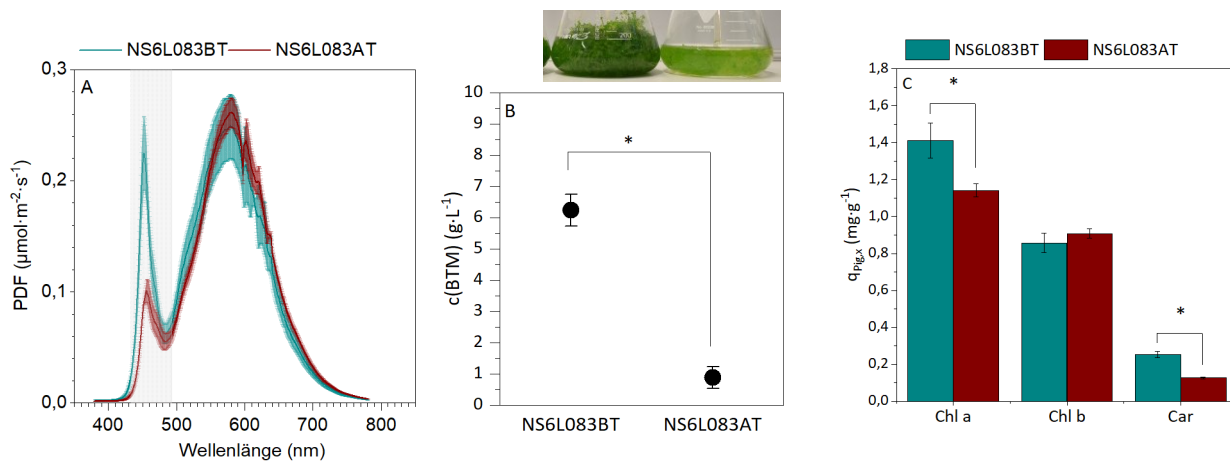 NS6L083BT NS6L083AT
A
PDF (µmol·m⁻²·s⁻¹)
0,3
0,2
0,1
0,0
400 500 600 700 800
Wellenlänge (nm)
B
c(BTM) (g·L⁻¹)
10
9
8
7
6
5
4
3
2
1
0
*
NS6L083BT NS6L083AT
NS6L083BT NS6L083AT
C
qPig,x (mg·g⁻¹)
1,8
1,6
1,4
1,2
1,0
0,8
0,6
0,4
0,2
0,0
*
*
Chl a Chl b Car